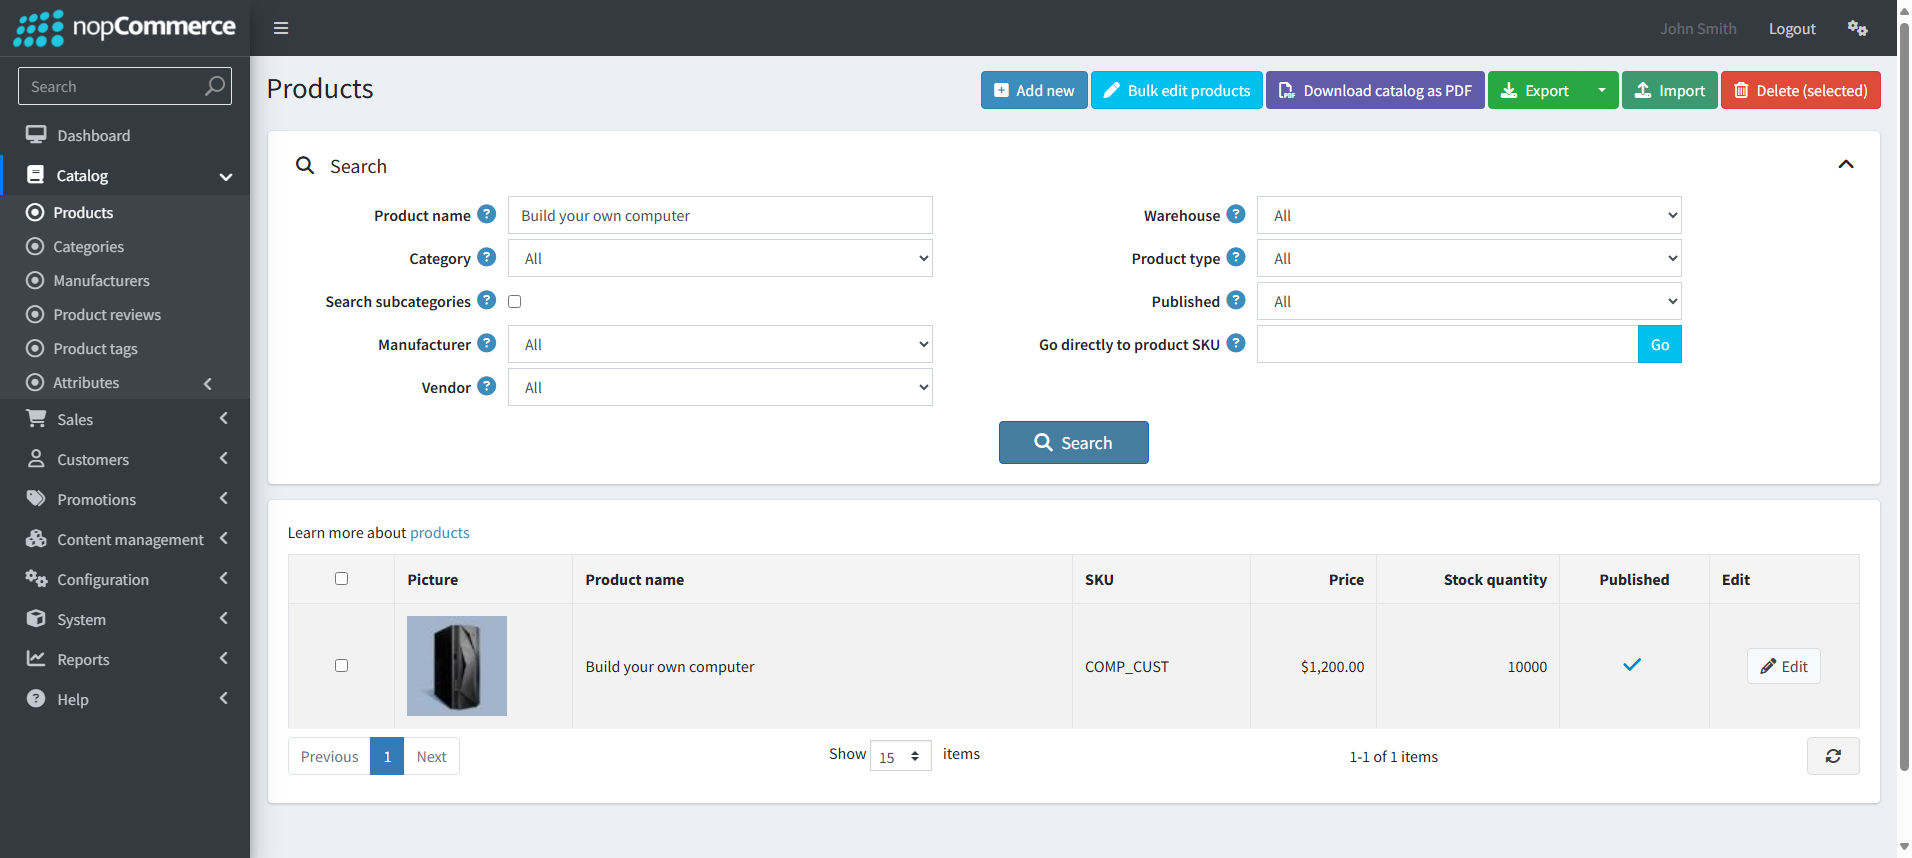 nopCommerce
John Smith
Logout
Search
Dashboard
Catalog
Products
Categories
Manufacturers
Product reviews
Product tags
Attributes
Sales
Customers
Promotions
Content management
Configuration
System
Reports
Help
Products
Add new
Bulk edit products
Download catalog as PDF
Export
Import
Delete (selected)
Search
Product name ? Build your own computer
Category ? All
Search subcategories ?
Manufacturer ? All
Vendor ? All
Warehouse ? All
Product type ? All
Published ? All
Go directly to product SKU ? Go
Search
Learn more about products
Picture Product name SKU Price Stock quantity Published Edit
Build your own computer COMP_CUST $1,200.00 10000 Edit
Previous 1 Next
Show 15 items
1-1 of 1 items